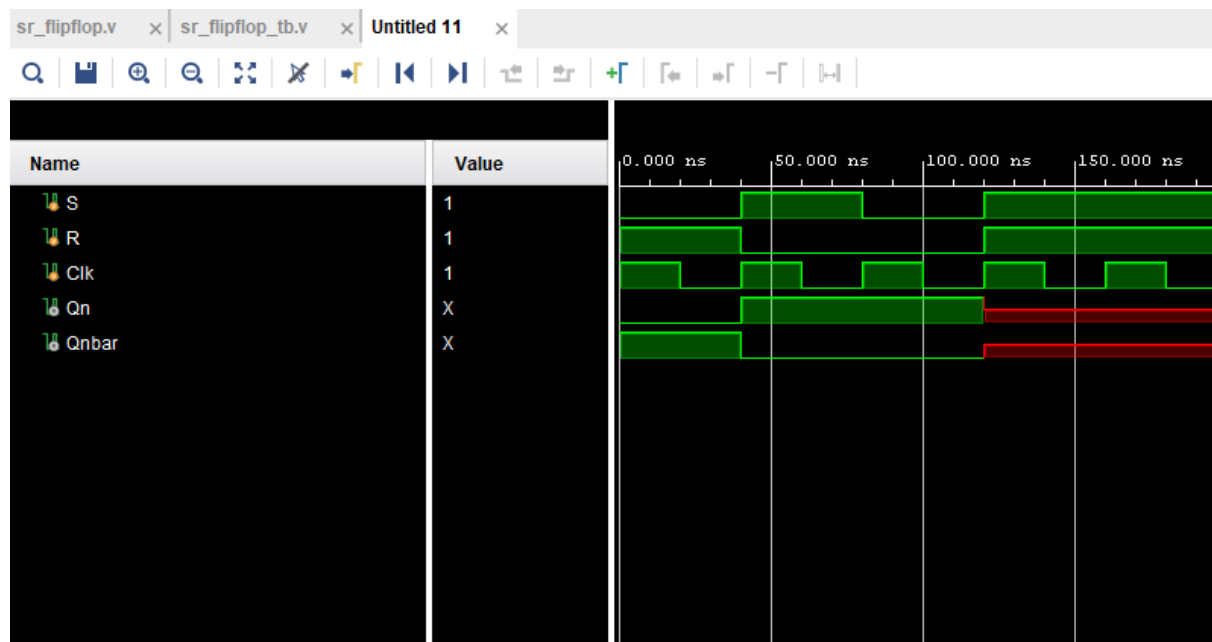 sr_flipflop.v × sr_flipflop_tb.v × Untitled 11 ×
Name Value 0.000 ns 50.000 ns 100.000 ns 150.000 ns
S 1
R 1
Clk 1
Qn X
Qnbar X